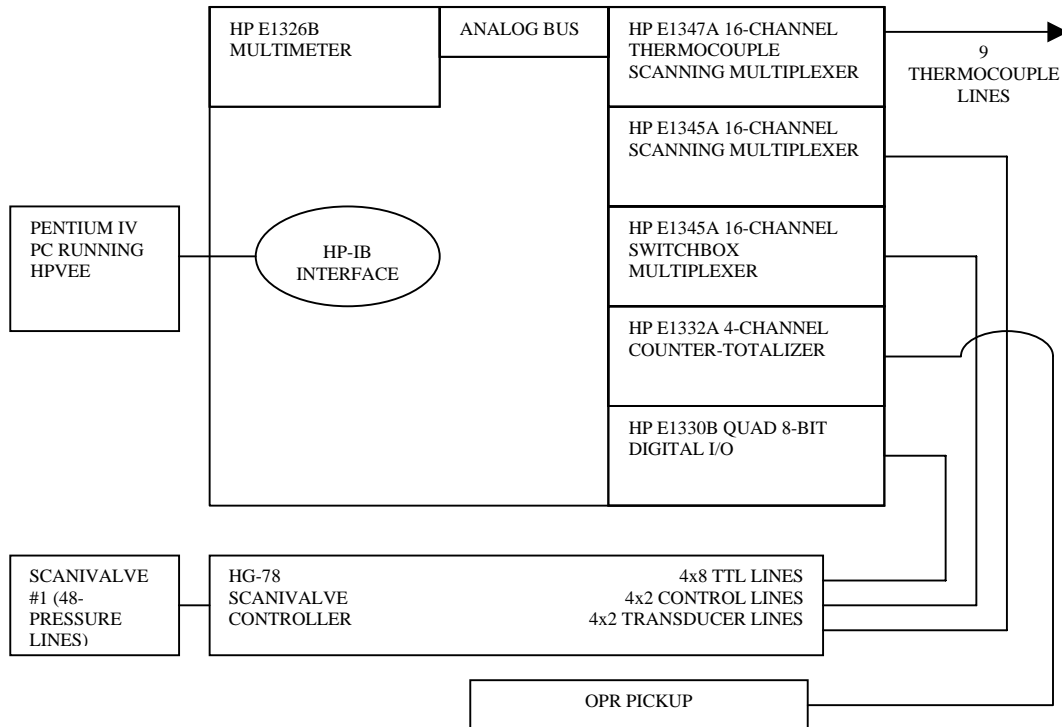 HP E1326B
MULTIMETER
ANALOG BUS
HP E1347A 16-CHANNEL
THERMOCOUPLE
SCANNING MULTIPLEXER
9
THERMOCOUPLE
LINES
HP E1345A 16-CHANNEL
SCANNING MULTIPLEXER
PENTIUM IV
PC RUNNING
HPVEE
HP-IB
INTERFACE
HP E1345A 16-CHANNEL
SWITCHBOX
MULTIPLEXER
HP E1332A 4-CHANNEL
COUNTER-TOTALIZER
HP E1330B QUAD 8-BIT
DIGITAL I/O
SCANIVALVE
#1 (48-
PRESSURE
LINES)
HG-78
SCANIVALVE
CONTROLLER
4x8 TTL LINES
4x2 CONTROL LINES
4x2 TRANSDUCER LINES
OPR PICKUP